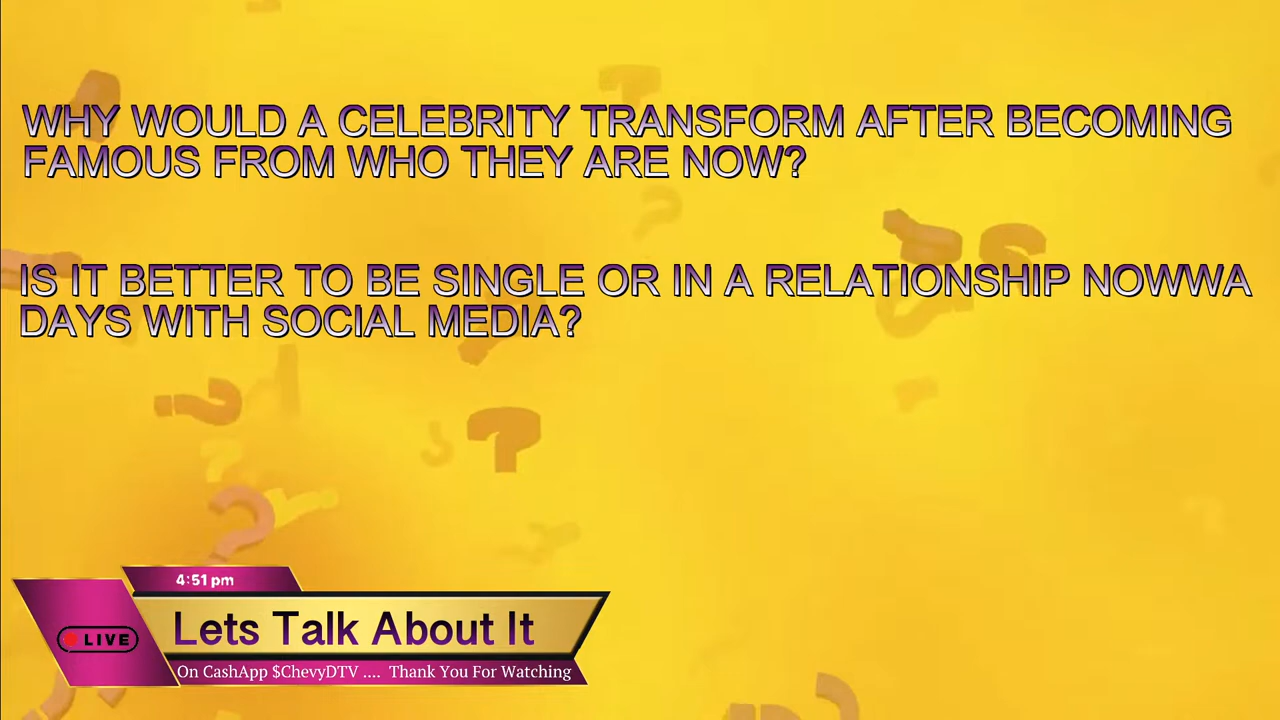 WHY WOULD A CELEBRITY TRANSFORM AFTER BECOMING
FAMOUS FROM WHO THEY ARE NOW?
IS IT BETTER TO BE SINGLE OR IN A RELATIONSHIP NOWWA
DAYS WITH SOCIAL MEDIA?
4:51 pm
LIVE
Lets Talk About It
On CashApp $ChevyDTV .... Thank You For Watching